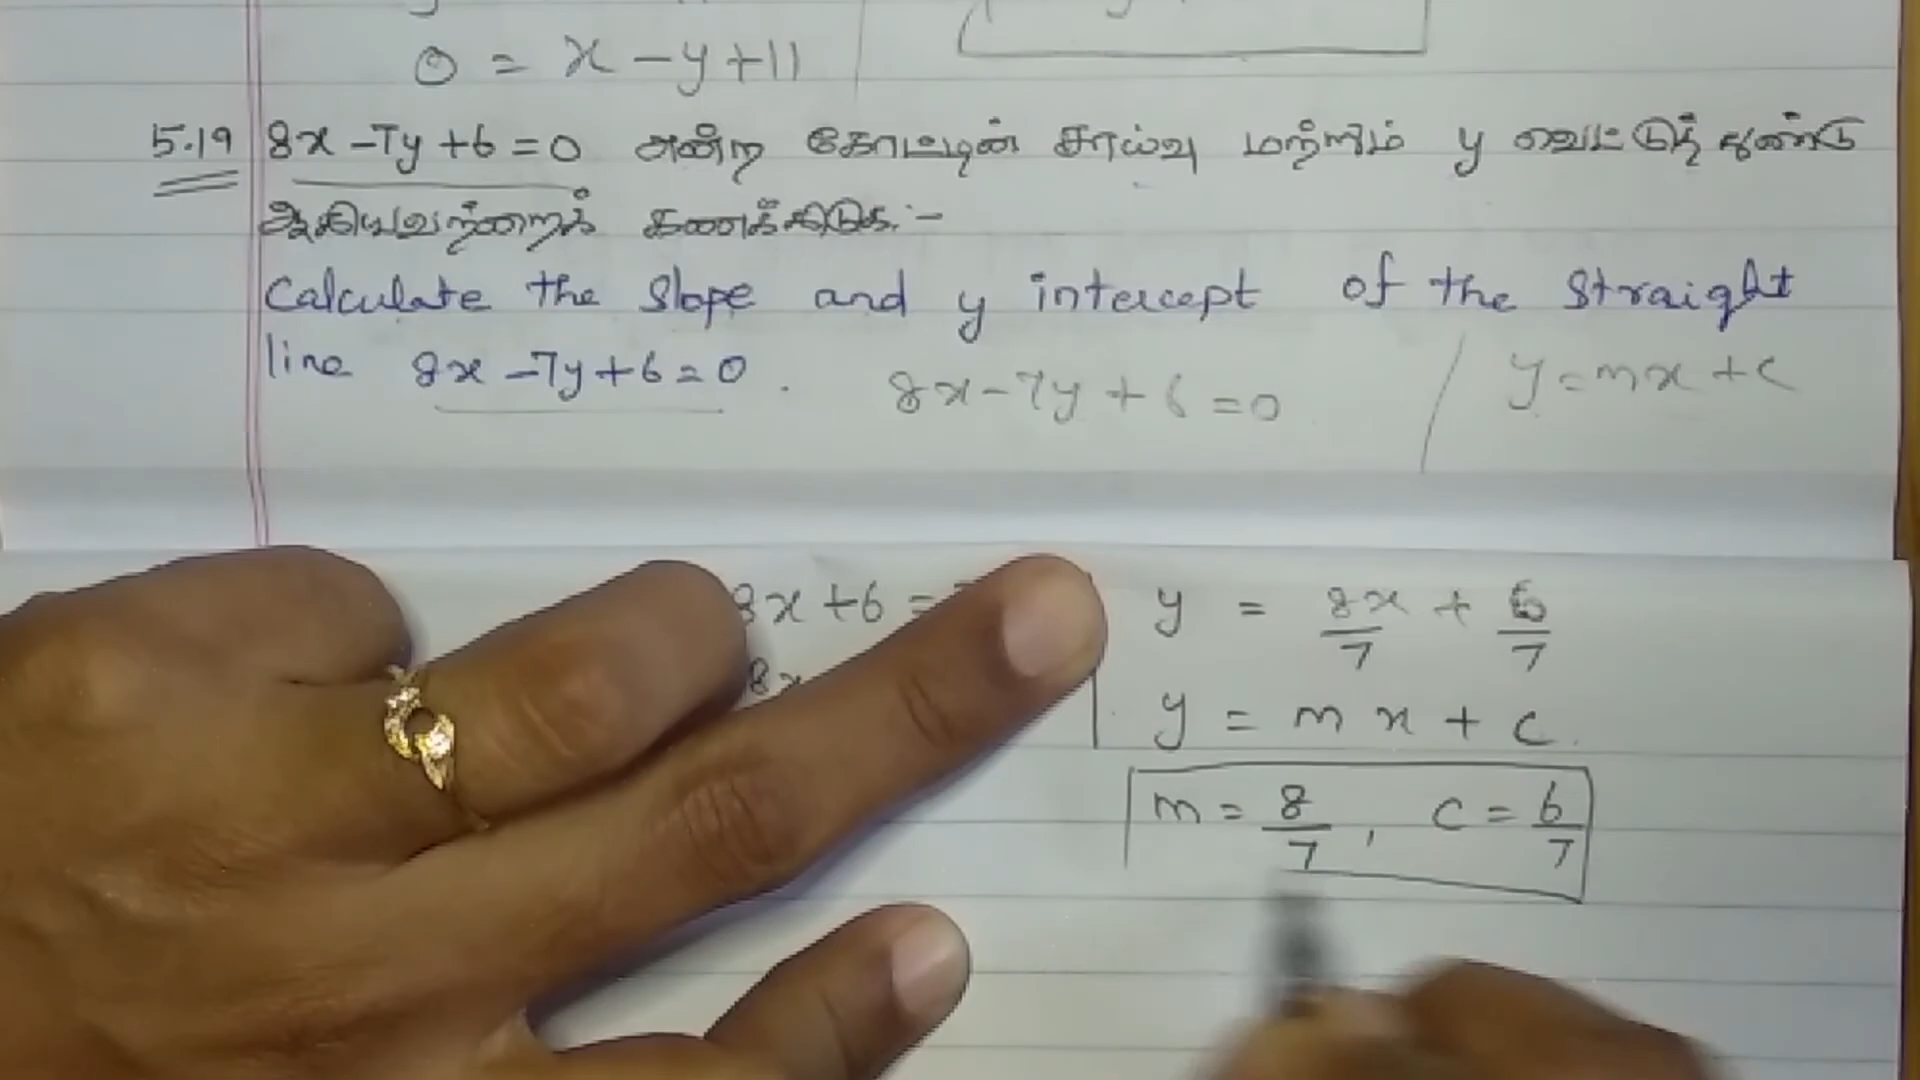 0 = x - y + 11
5.19 8x - 7y + 6 = 0 என்ற கோட்டின் சாய்வு மற்றும் y வெட்டுத்துண்டு
ஆகியவற்றைக் கணக்கிடுக:-
Calculate the slope and y intercept of the straight
line 8x - 7y + 6 = 0 .
8x - 7y + 6 = 0
y = mx + c
8x + 6 =
8x
y = 8x/7 + 6/7
y = m x + c.
m = 8/7 , c = 6/7